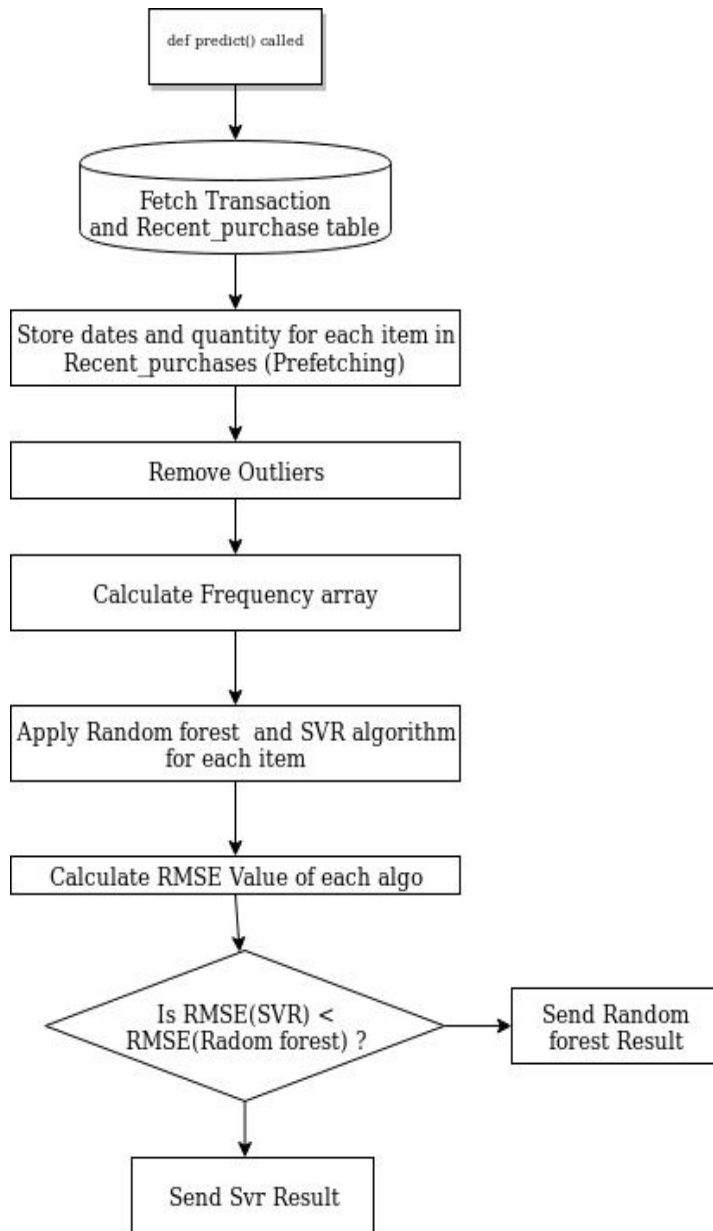 def predict() called
Fetch Transaction
and Recent_purchase table
Store dates and quantity for each item in
Recent_purchases (Prefetching)
Remove Outliers
Calculate Frequency array
Apply Random forest and SVR algorithm
for each item
Calculate RMSE Value of each algo
Is RMSE(SVR) <
RMSE(Radom forest) ?
Send Random
forest Result
Send Svr Result